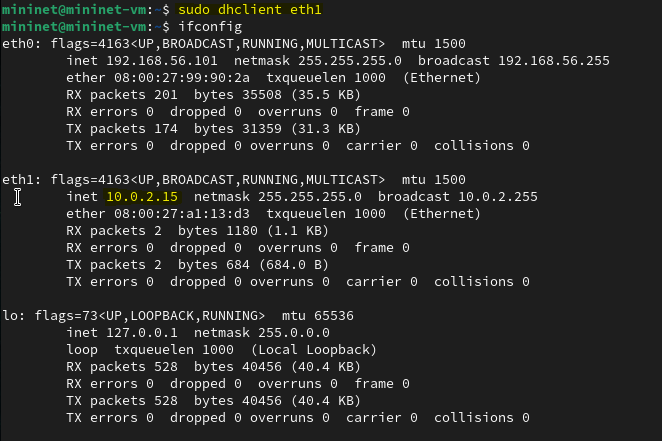 mininet@mininet-vm:~$ sudo dhclient eth1
mininet@mininet-vm:~$ ifconfig
eth0: flags=4163<UP,BROADCAST,RUNNING,MULTICAST>  mtu 1500
        inet 192.168.56.101  netmask 255.255.255.0  broadcast 192.168.56.255
        ether 08:00:27:99:90:2a  txqueuelen 1000  (Ethernet)
        RX packets 201  bytes 35508 (35.5 KB)
        RX errors 0  dropped 0  overruns 0  frame 0
        TX packets 174  bytes 31359 (31.3 KB)
        TX errors 0  dropped 0 overruns 0  carrier 0  collisions 0

eth1: flags=4163<UP,BROADCAST,RUNNING,MULTICAST>  mtu 1500
        inet 10.0.2.15  netmask 255.255.255.0  broadcast 10.0.2.255
        ether 08:00:27:a1:13:d3  txqueuelen 1000  (Ethernet)
        RX packets 2  bytes 1180 (1.1 KB)
        RX errors 0  dropped 0  overruns 0  frame 0
        TX packets 2  bytes 684 (684.0 B)
        TX errors 0  dropped 0 overruns 0  carrier 0  collisions 0

lo: flags=73<UP,LOOPBACK,RUNNING>  mtu 65536
        inet 127.0.0.1  netmask 255.0.0.0
        loop  txqueuelen 1000  (Local Loopback)
        RX packets 528  bytes 40456 (40.4 KB)
        RX errors 0  dropped 0  overruns 0  frame 0
        TX packets 528  bytes 40456 (40.4 KB)
        TX errors 0  dropped 0 overruns 0  carrier 0  collisions 0